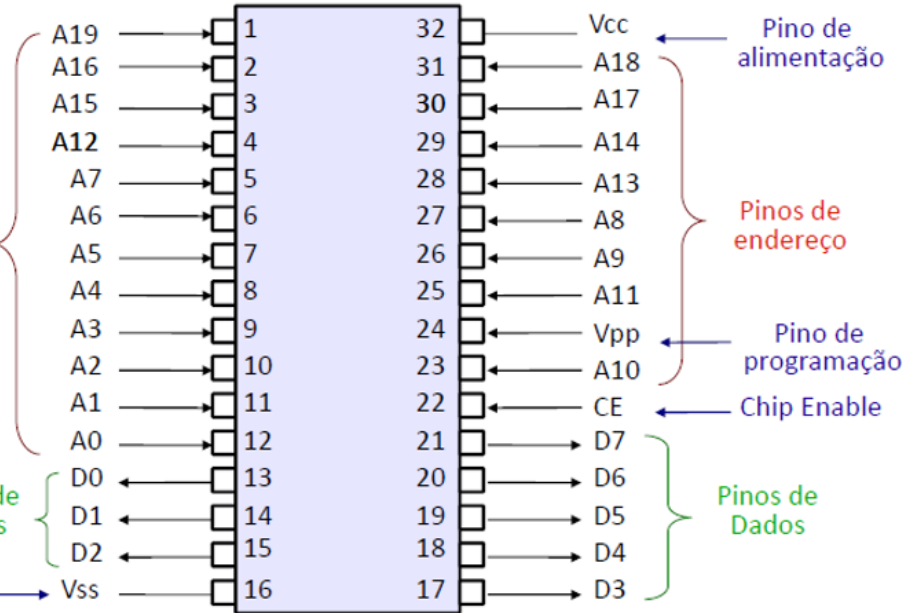 A19 1 32 Vcc Pino de
alimentação
A16 2 31 A18
A15 3 30 A17
A12 4 29 A14
A7 5 28 A13
A6 6 27 A8 Pinos de
endereço
A5 7 26 A9
A4 8 25 A11
A3 9 24 Vpp Pino de
programação
A2 10 23 A10
A1 11 22 CE Chip Enable
A0 12 21 D7
D0 13 20 D6
de
s D1 14 19 D5 Pinos de
Dados
D2 15 18 D4
Vss 16 17 D3